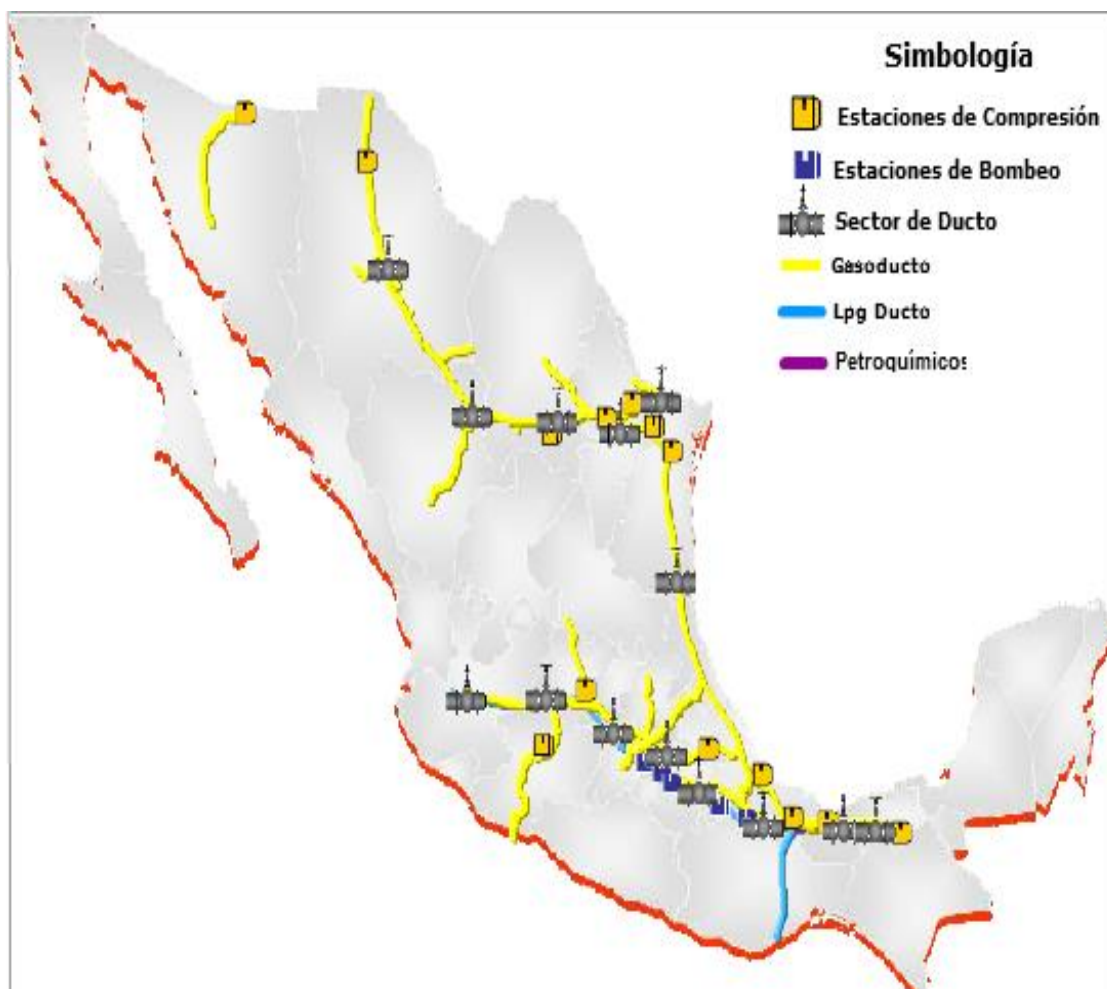 Simbología
Estaciones de Compresión
Estaciones de Bombeo
Sector de Ducto
Gasoducto
Lpg Ducto
Petroquímicos